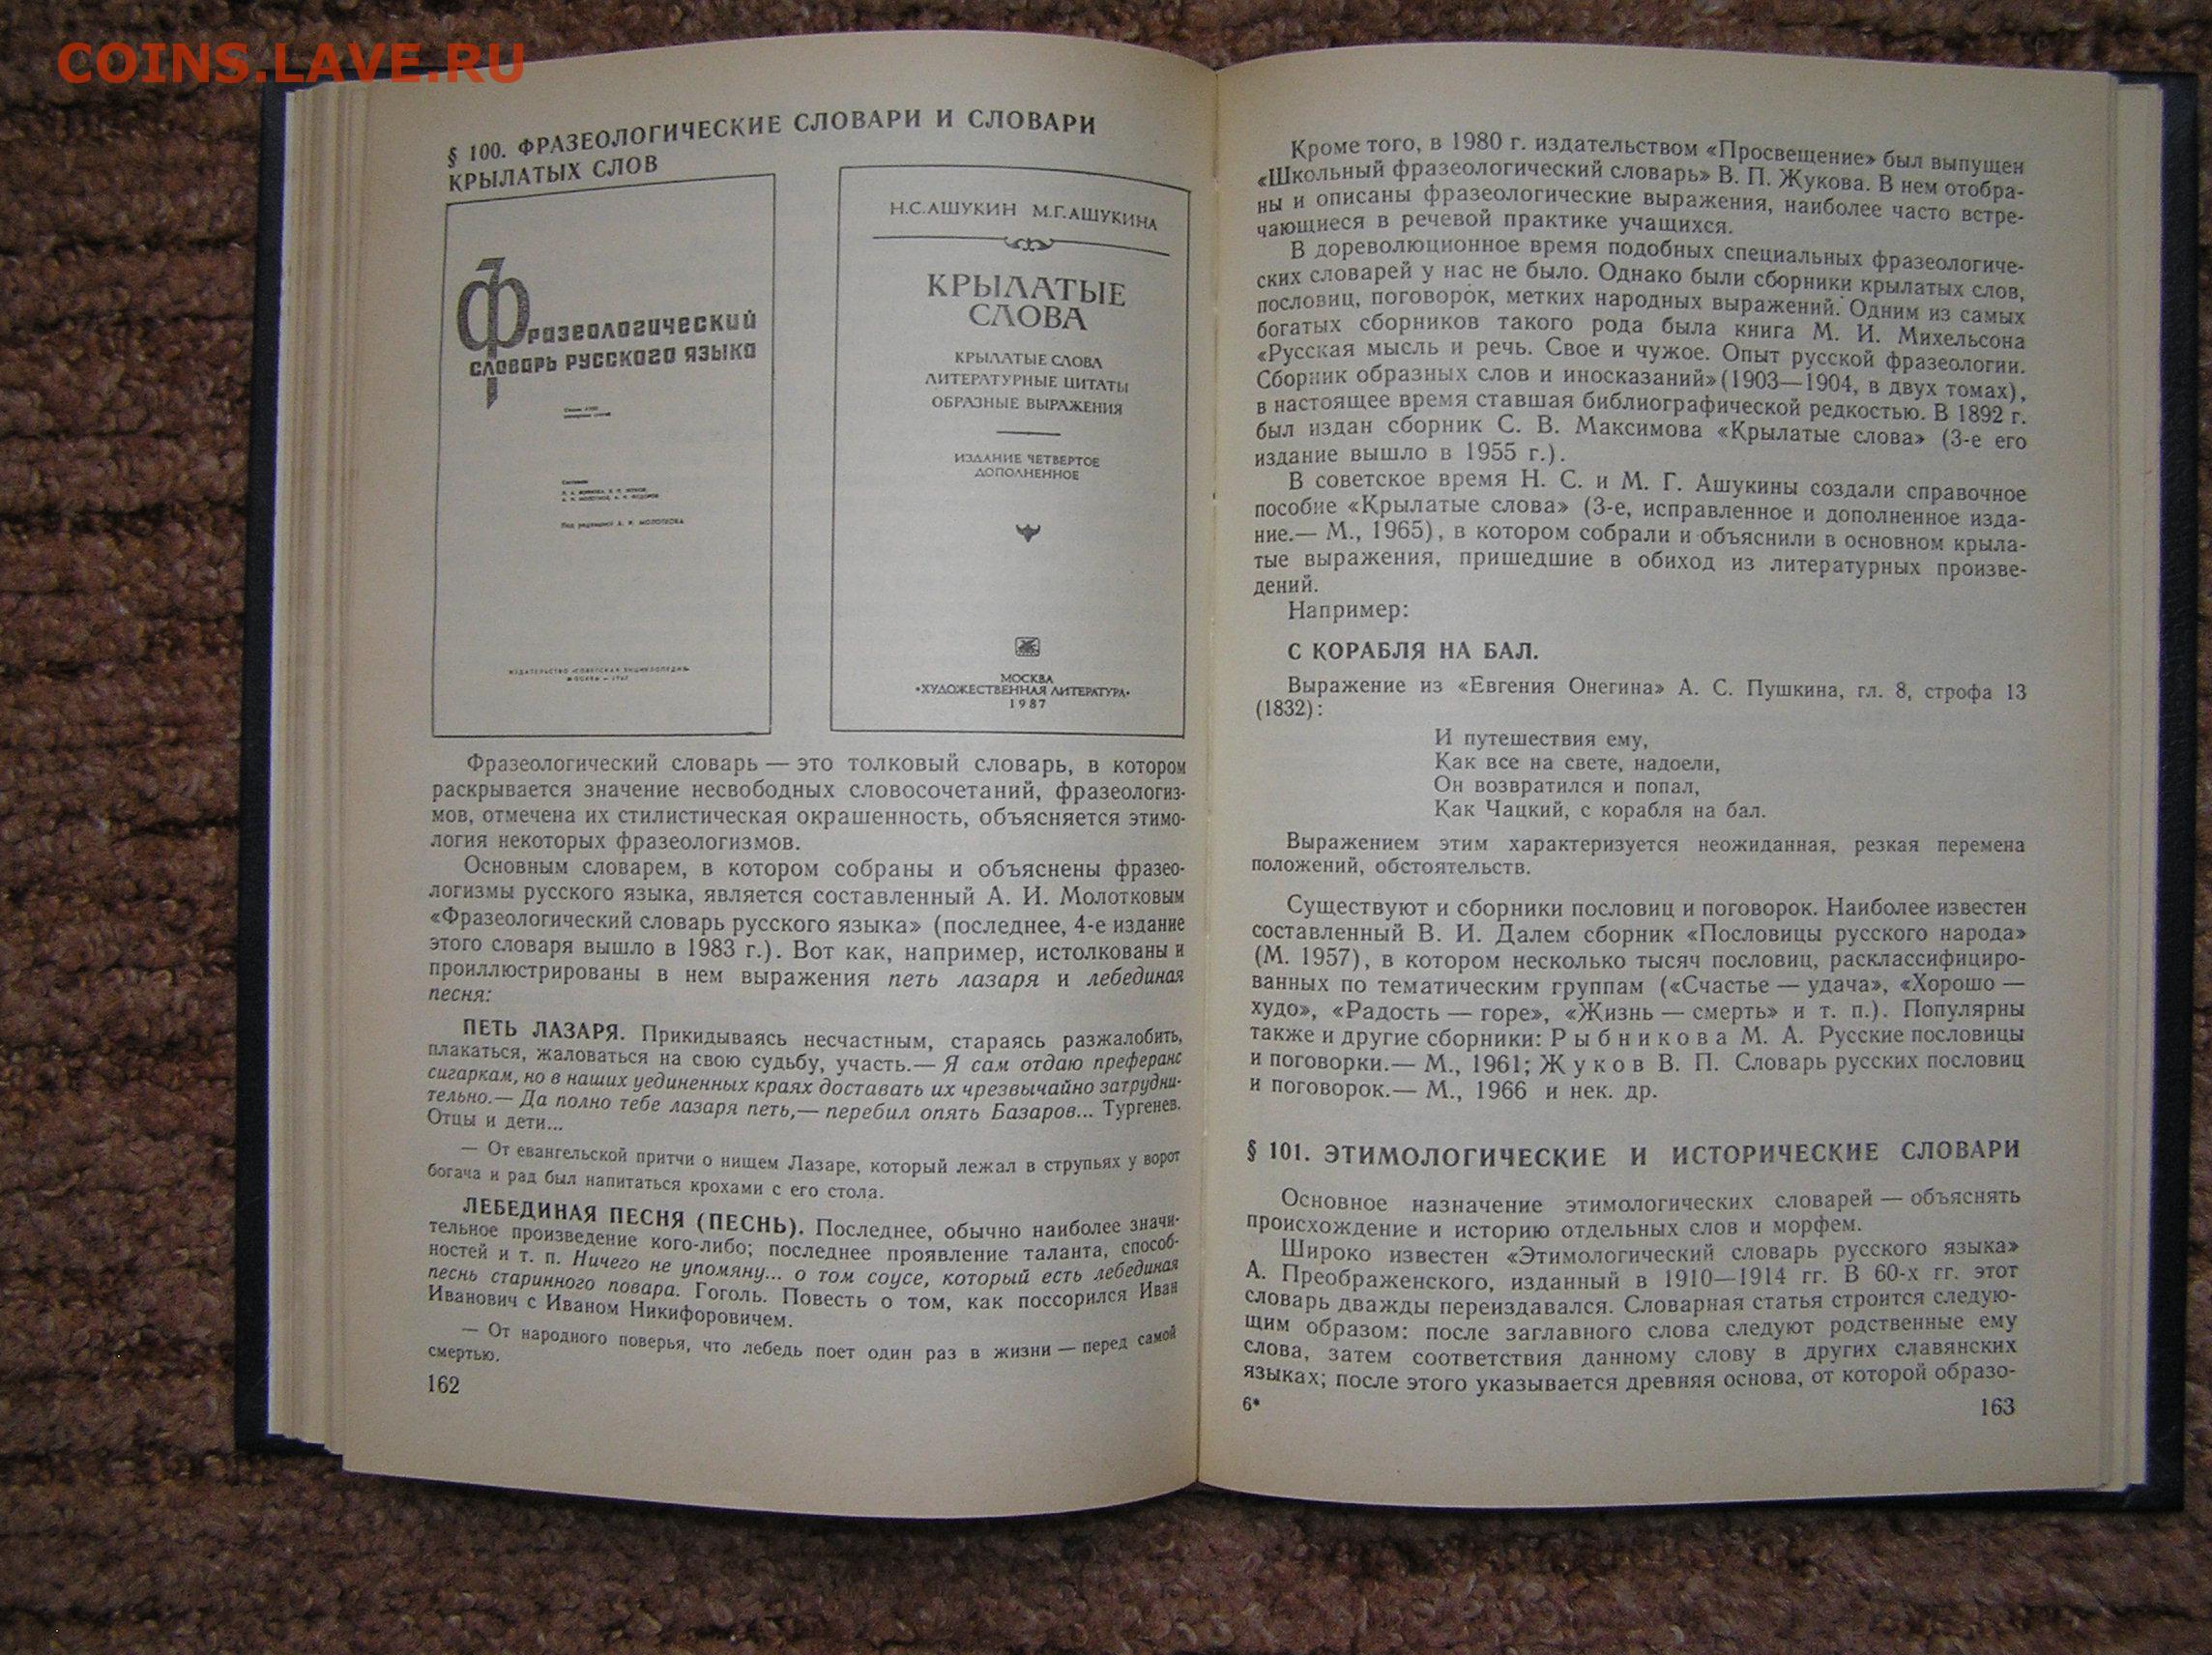 COINS.LAVE.RU
§ 100. ФРАЗЕОЛОГИЧЕСКИЕ СЛОВАРИ И СЛОВАРИ
КРЫЛАТЫХ СЛОВ
Фразеологический
словарь русского языка
Под редакцией А. И. МОЛОТКОВА
ИЗДАТЕЛЬСТВО «СОВЕТСКАЯ ЭНЦИКЛОПЕДИЯ»
Н.С.АШУКИН М.Г.АШУКИНА
КРЫЛАТЫЕ
СЛОВА
КРЫЛАТЫЕ СЛОВА
ЛИТЕРАТУРНЫЕ ЦИТАТЫ
ОБРАЗНЫЕ ВЫРАЖЕНИЯ
ИЗДАНИЕ ЧЕТВЕРТОЕ
ДОПОЛНЕННОЕ
МОСКВА
«ХУДОЖЕСТВЕННАЯ ЛИТЕРАТУРА»
1987
Фразеологический словарь — это толковый словарь, в котором
раскрывается значение несвободных словосочетаний, фразеологиз-
мов, отмечена их стилистическая окрашенность, объясняется этимо-
логия некоторых фразеологизмов.
Основным словарем, в котором собраны и объяснены фразео-
логизмы русского языка, является составленный А. И. Молотковым
«Фразеологический словарь русского языка» (последнее, 4-е издание
этого словаря вышло в 1983 г.). Вот как, например, истолкованы и
проиллюстрированы в нем выражения петь лазаря и лебединая
песня:
ПЕТЬ ЛАЗАРЯ. Прикидываясь несчастным, стараясь разжалобить,
плакаться, жаловаться на свою судьбу, участь.— Я сам отдаю преферанс
сигаркам, но в наших уединенных краях доставать их чрезвычайно затрудни-
тельно.— Да полно тебе лазаря петь,— перебил опять Базаров... Тургенев.
Отцы и дети...
— От евангельской притчи о нищем Лазаре, который лежал в струпьях у ворот
богача и рад был напитаться крохами с его стола.
ЛЕБЕДИНАЯ ПЕСНЯ (ПЕСНЬ). Последнее, обычно наиболее значи-
тельное произведение кого-либо; последнее проявление таланта, способ-
ностей и т. п. Ничего не упомяну... о том соусе, который есть лебединая
песнь старинного повара. Гоголь. Повесть о том, как поссорился Иван
Иванович с Иваном Никифоровичем.
— От народного поверья, что лебедь поет один раз в жизни — перед самой
смертью.
162
Кроме того, в 1980 г. издательством «Просвещение» был выпущен
«Школьный фразеологический словарь» В. П. Жукова. В нем отобра-
ны и описаны фразеологические выражения, наиболее часто встре-
чающиеся в речевой практике учащихся.
В дореволюционное время подобных специальных фразеологиче-
ских словарей у нас не было. Однако были сборники крылатых слов,
пословиц, поговорок, метких народных выражений. Одним из самых
богатых сборников такого рода была книга М. И. Михельсона
«Русская мысль и речь. Свое и чужое. Опыт русской фразеологии.
Сборник образных слов и иносказаний» (1903—1904, в двух томах),
в настоящее время ставшая библиографической редкостью. В 1892 г.
был издан сборник С. В. Максимова «Крылатые слова» (3-е его
издание вышло в 1955 г.).
В советское время Н. С. и М. Г. Ашукины создали справочное
пособие «Крылатые слова» (3-е, исправленное и дополненное изда-
ние.— М., 1965), в котором собрали и объяснили в основном крыла-
тые выражения, пришедшие в обиход из литературных произве-
дений.
Например:
С КОРАБЛЯ НА БАЛ.
Выражение из «Евгения Онегина» А. С. Пушкина, гл. 8, строфа 13
(1832):
И путешествия ему,
Как все на свете, надоели,
Он возвратился и попал,
Как Чацкий, с корабля на бал.
Выражением этим характеризуется неожиданная, резкая перемена
положений, обстоятельств.
Существуют и сборники пословиц и поговорок. Наиболее известен
составленный В. И. Далем сборник «Пословицы русского народа»
(М. 1957), в котором несколько тысяч пословиц, расклассифициро-
ванных по тематическим группам («Счастье — удача», «Хорошо —
худо», «Радость — горе», «Жизнь — смерть» и т. п.). Популярны
также и другие сборники: Рыбникова М. А. Русские пословицы
и поговорки.— М., 1961; Жуков В. П. Словарь русских пословиц
и поговорок.— М., 1966 и нек. др.
§ 101. ЭТИМОЛОГИЧЕСКИЕ И ИСТОРИЧЕСКИЕ СЛОВАРИ
Основное назначение этимологических словарей — объяснять
происхождение и историю отдельных слов и морфем.
Широко известен «Этимологический словарь русского языка»
А. Преображенского, изданный в 1910—1914 гг. В 60-х гг. этот
словарь дважды переиздавался. Словарная статья строится следую-
щим образом: после заглавного слова следуют родственные ему
слова, затем соответствия данному слову в других славянских
языках; после этого указывается древняя основа, от которой образо-
6*
163